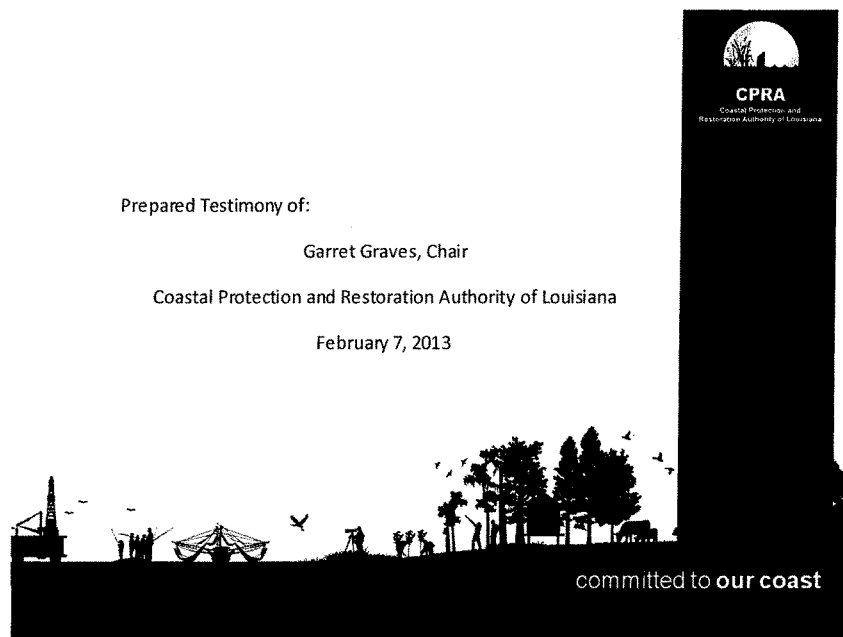 CPRA
Coastal Protection and
Restoration Authority of Louisiana
Prepared Testimony of:
Garret Graves, Chair
Coastal Protection and Restoration Authority of Louisiana
February 7, 2013
committed to our coast